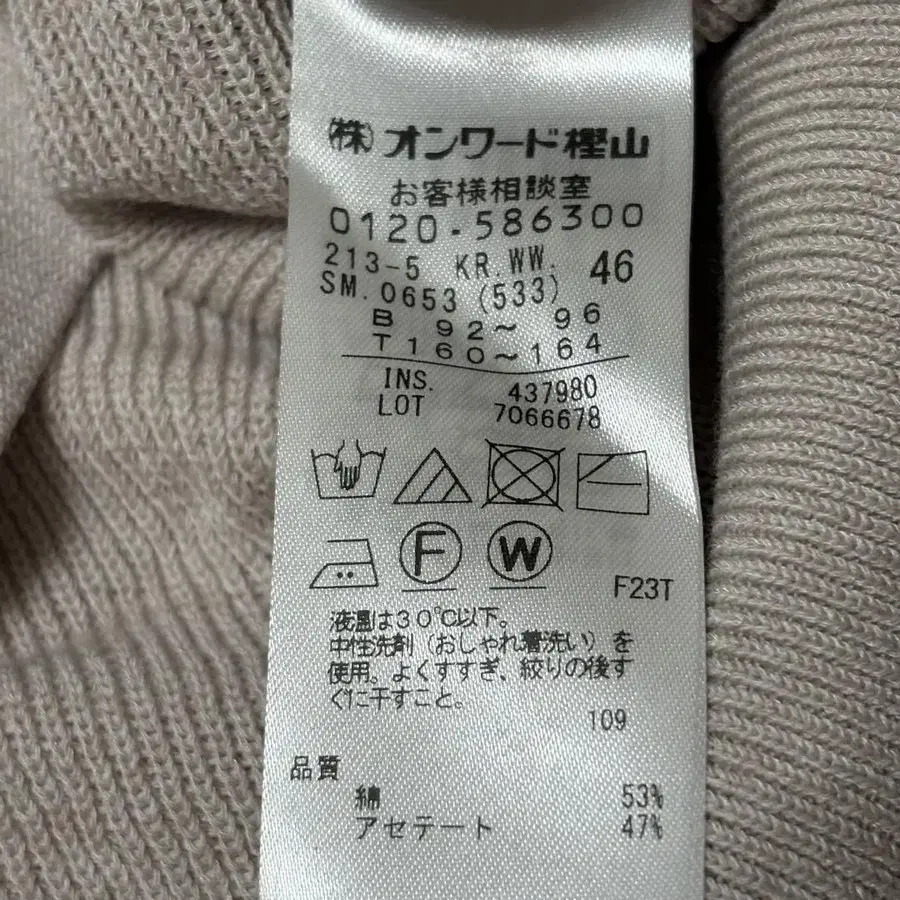 ㈱オンワード樫山
お客様相談室
0120-586300
213-5 KR.WW. 46
SM.0653 (533)
B 92～ 96
T160～164
INS. 437980
LOT 7066678
F W
F23T
液温は30℃以下。
中性洗剤（おしゃれ着洗い）を
使用。よくすすぎ、絞りの後す
ぐに干すこと。
109
品質
綿 53%
アセテート 47%